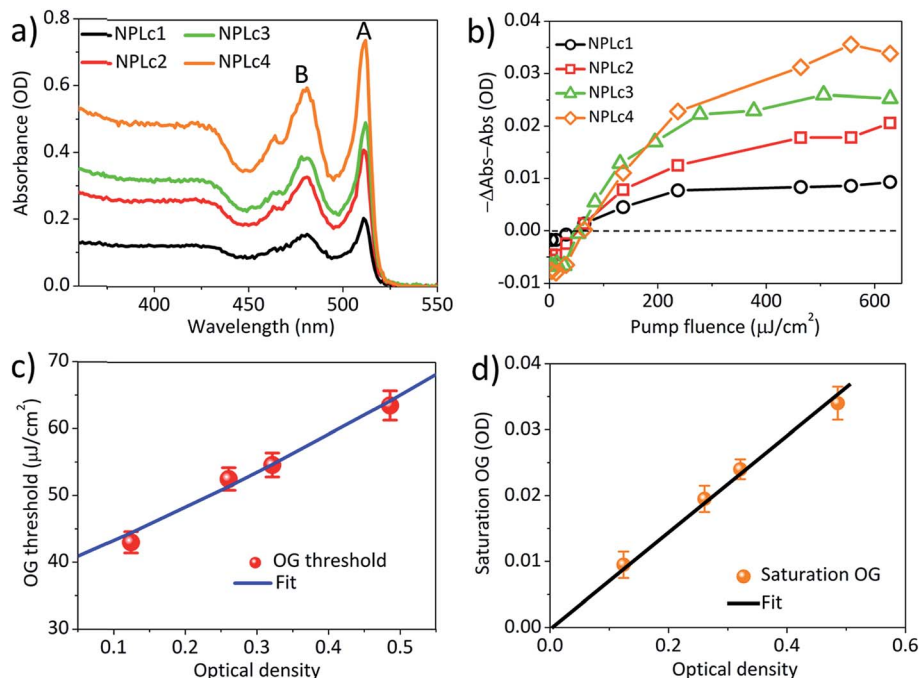 a)
0.8
0.6
0.4
0.2
0.0
NPLc1
NPLc2
NPLc3
NPLc4
A
B
400
450
500
550
Absorbance (OD)
Wavelength (nm)
b)
0.04
0.03
0.02
0.01
0.00
-0.01
NPLc1
NPLc2
NPLc3
NPLc4
0
200
400
600
−ΔAbs−Abs (OD)
Pump fluence (μJ/cm²)
c)
70
60
50
40
30
OG threshold
Fit
0.1
0.2
0.3
0.4
0.5
OG threshold (μJ/cm²)
Optical density
d)
0.04
0.03
0.02
0.01
0.00
Saturation OG
Fit
0.0
0.2
0.4
0.6
Saturation OG (OD)
Optical density